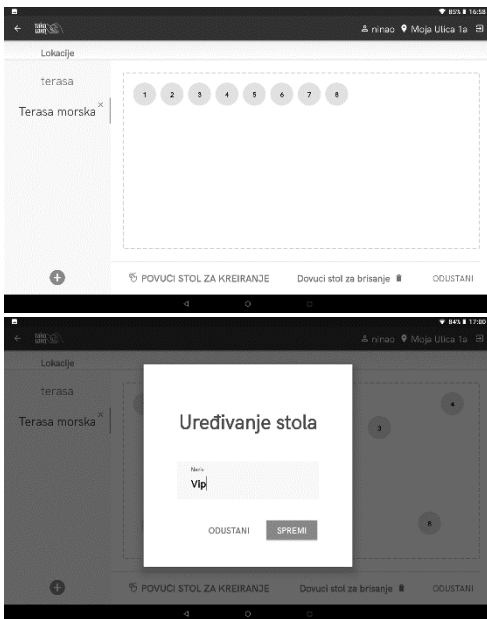 85% 16:58
ninao Moja Ulica 1a
Lokacije
terasa
Terasa morska
1 2 3 4 5 6 7 8
POVUCI STOL ZA KREIRANJE Dovuci stol za brisanje ODUSTANI
84% 17:00
ninao Moja Ulica 1a
Lokacije
terasa
Terasa morska
4
3
Uređivanje stola
Vip
8
ODUSTANI SPREMI
POVUCI STOL ZA KREIRANJE Dovuci stol za brisanje ODUSTANI